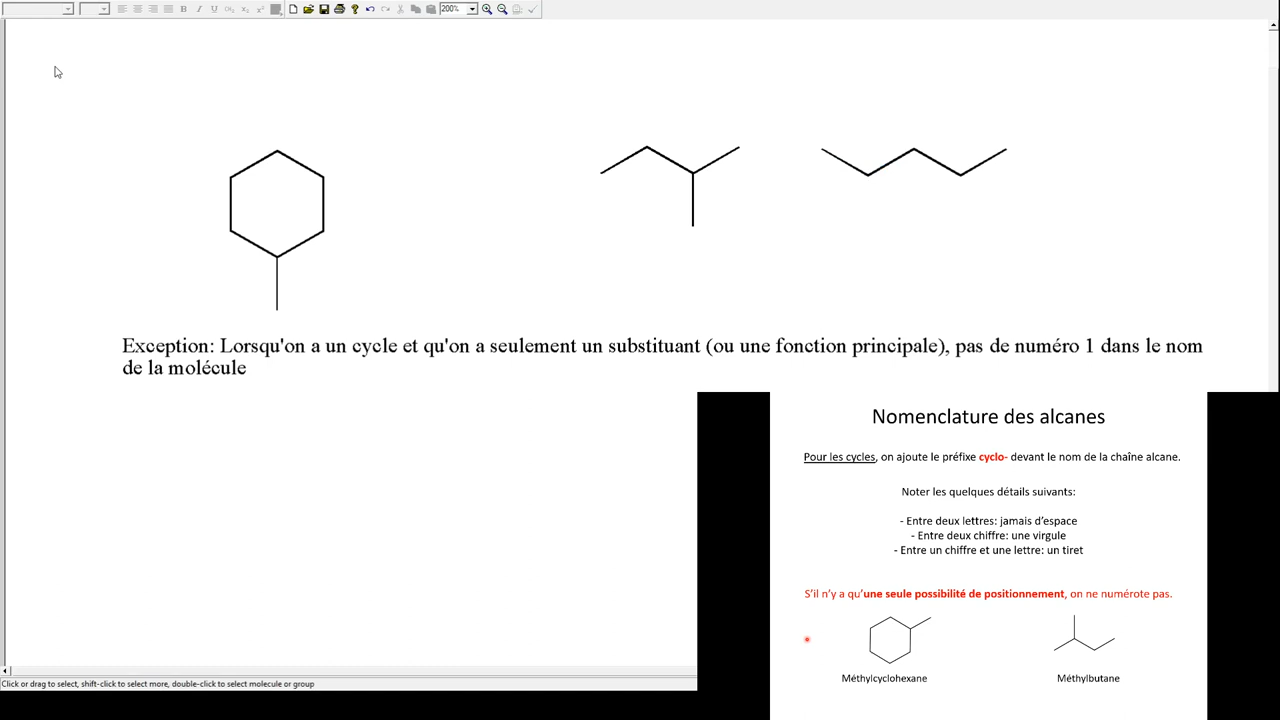 200%
Exception: Lorsqu'on a un cycle et qu'on a seulement un substituant (ou une fonction principale), pas de numéro 1 dans le nom
de la molécule
Nomenclature des alcanes
Pour les cycles, on ajoute le préfixe cyclo- devant le nom de la chaîne alcane.
Noter les quelques détails suivants:
- Entre deux lettres: jamais d'espace
- Entre deux chiffre: une virgule
- Entre un chiffre et une lettre: un tiret
S'il n'y a qu'une seule possibilité de positionnement, on ne numérote pas.
Méthylcyclohexane Méthylbutane
Click or drag to select, shift-click to select more, double-click to select molecule or group